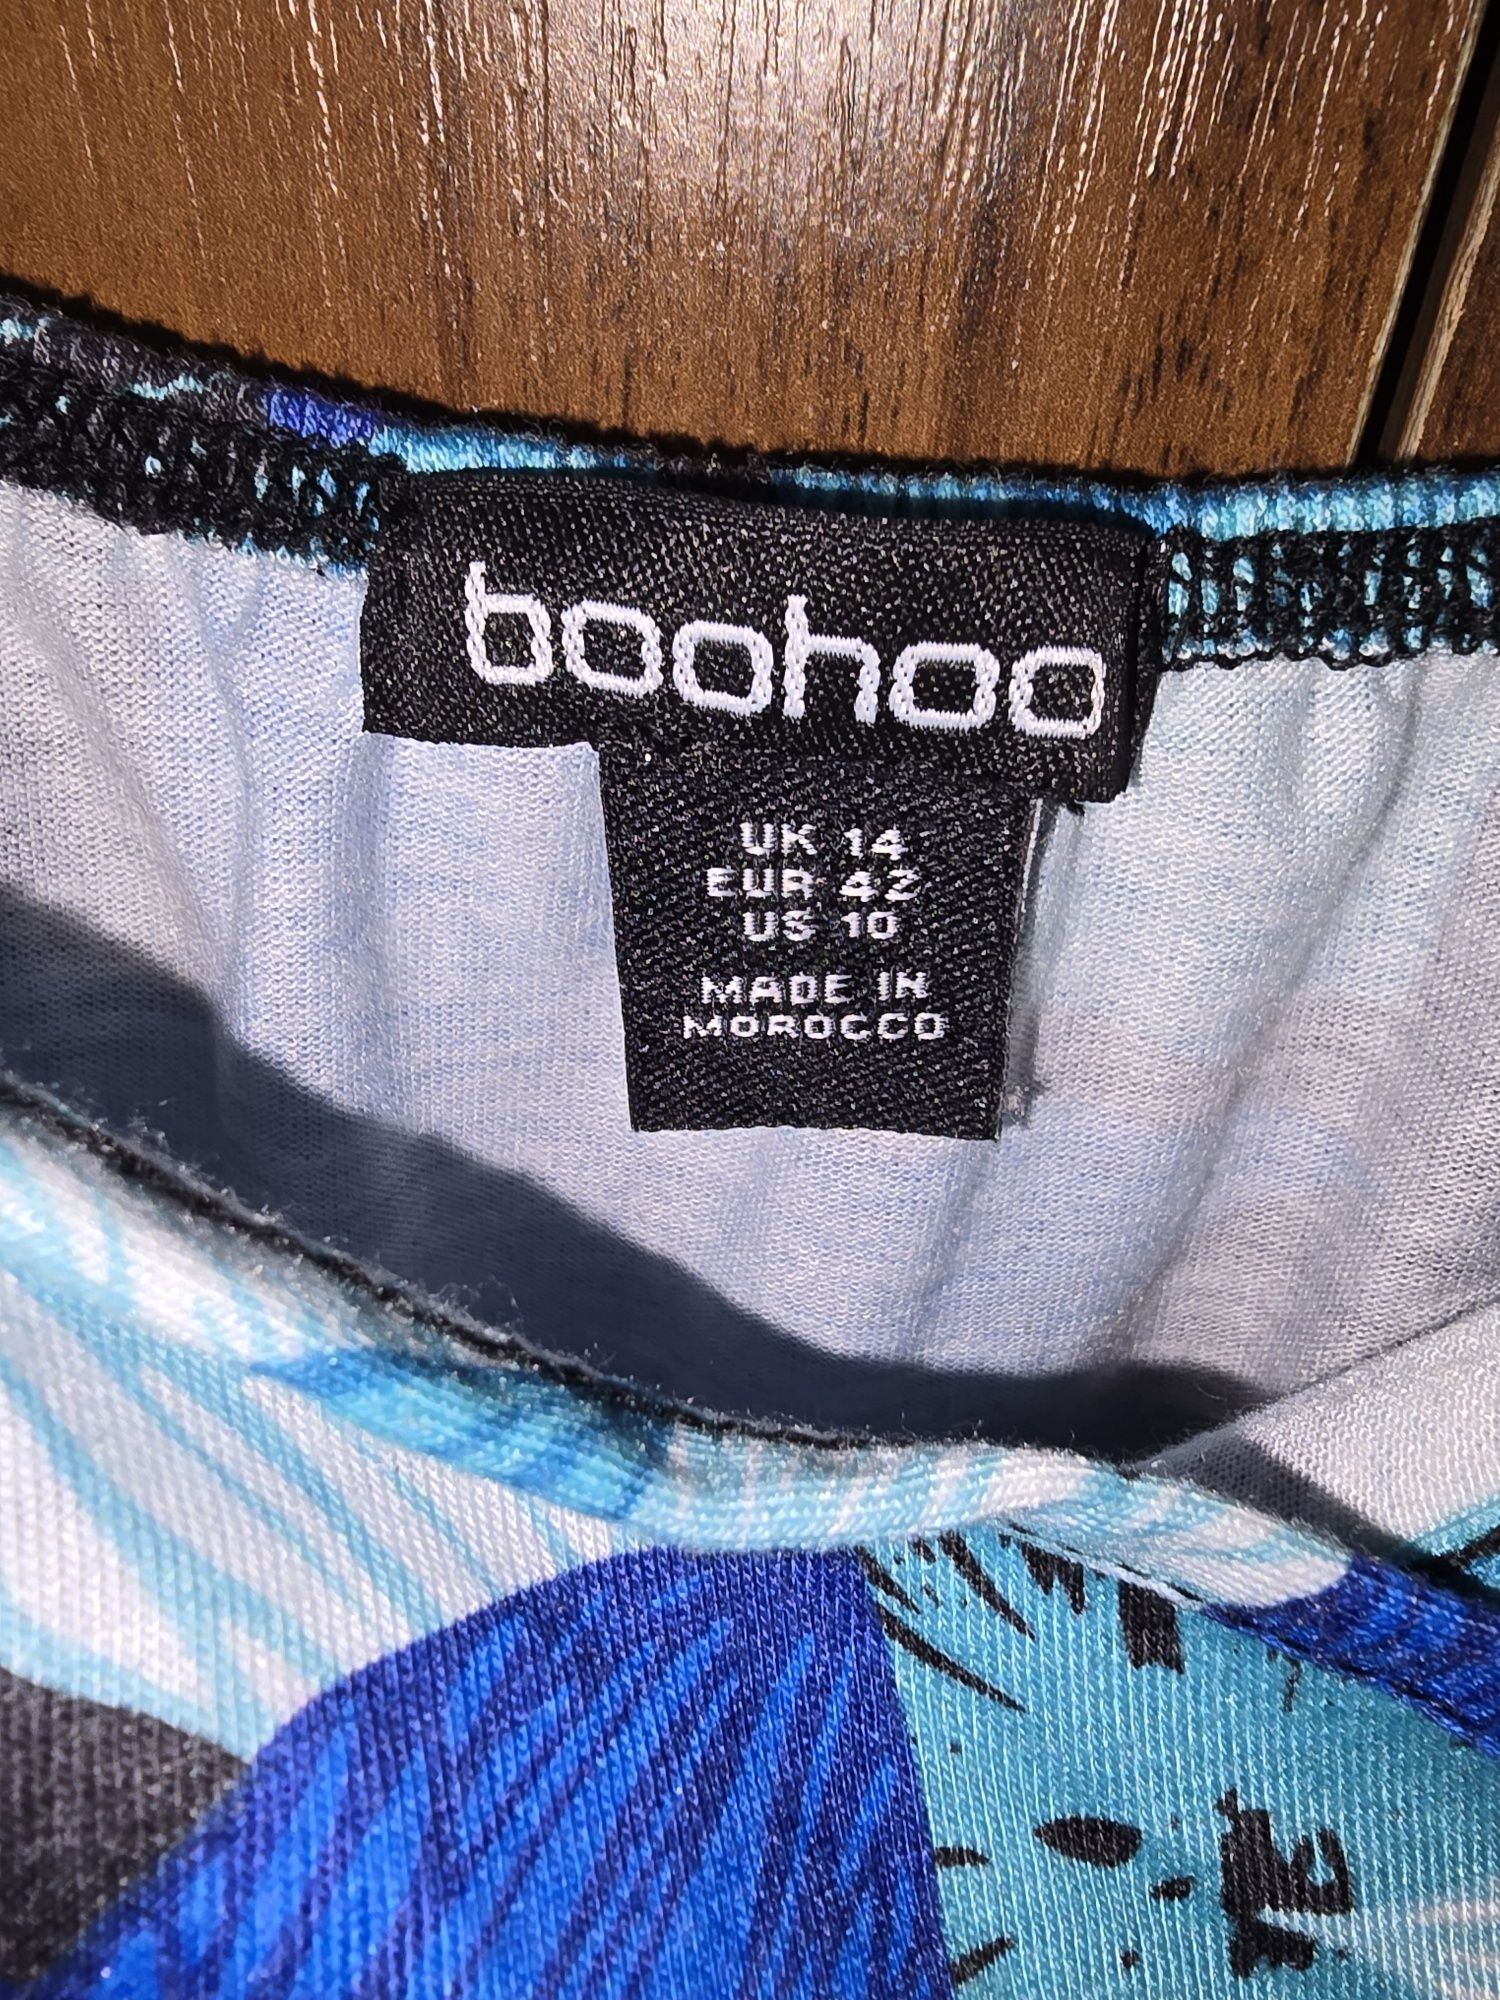 boohoo
UK 14
EUR 42
US 10
MADE IN
MOROCCO